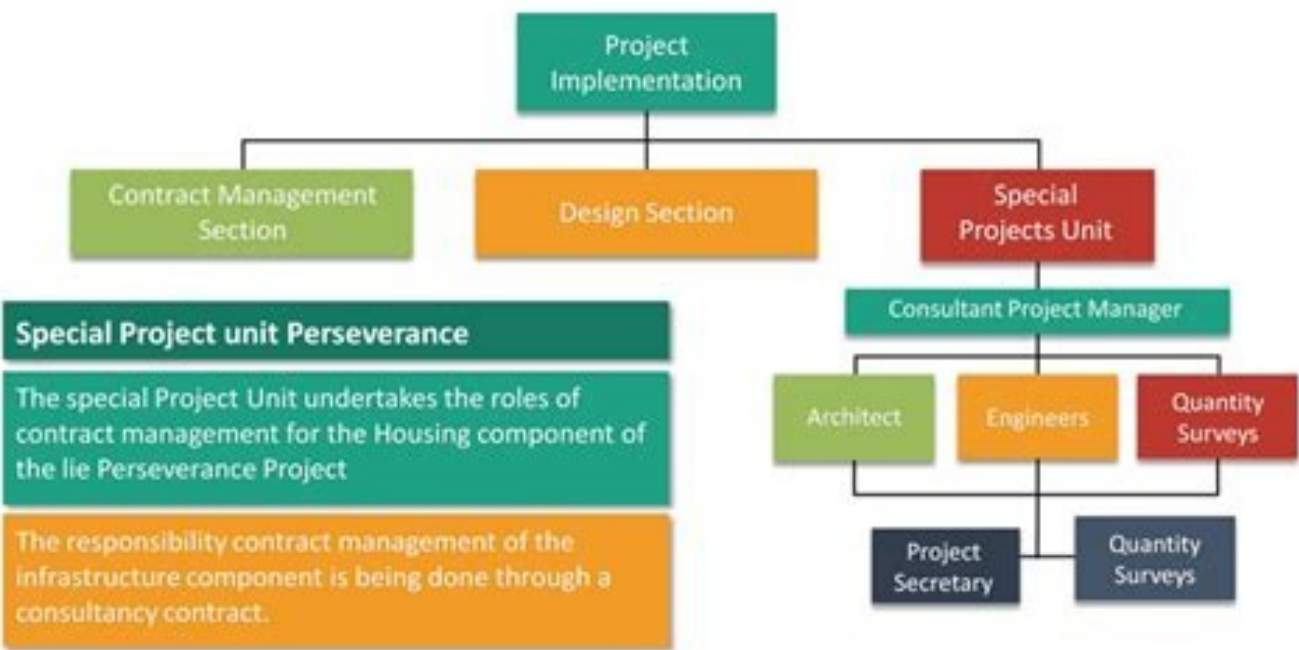 Project
Implementation
Contract Management
Section
Design Section
Special
Projects Unit
Consultant Project Manager
Architect
Engineers
Quantity
Surveys
Project
Secretary
Quantity
Surveys
Special Project unit Perseverance
The special Project Unit undertakes the roles of
contract management for the Housing component of
the lie Perseverance Project
The responsibility contract management of the
infrastructure component is being done through a
consultancy contract.